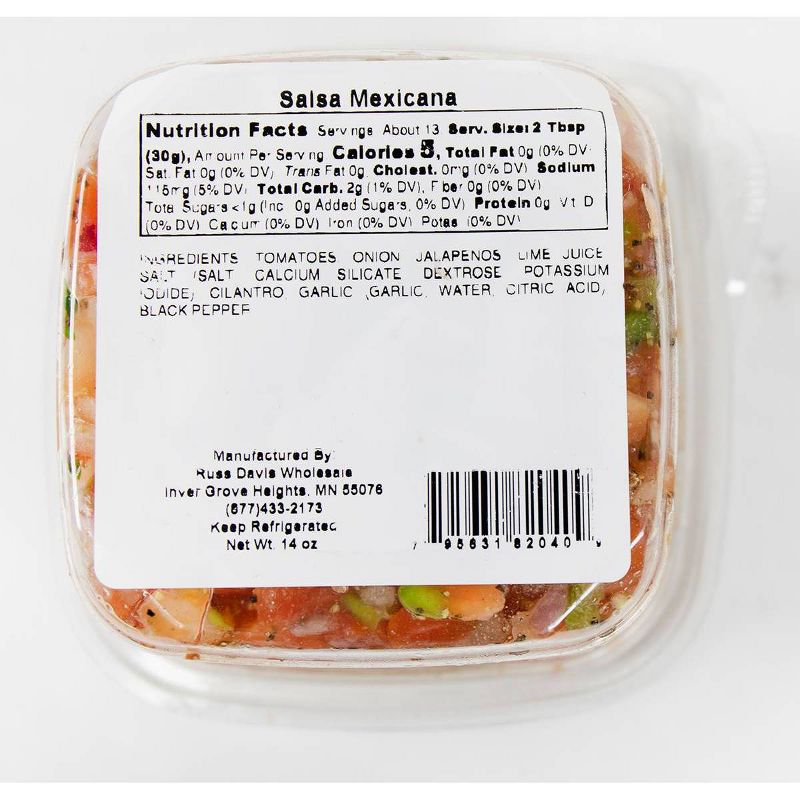 Salsa Mexicana
Nutrition Facts Servings About 13 Serv. Size: 2 Tbsp
(30g), Amount Per Serving Calories 5, Total Fat 0g (0% DV)
Sat. Fat 0g (0% DV) Trans Fat 0g, Cholest. 0mg (0% DV) Sodium
115mg (5% DV) Total Carb. 2g (1% DV), Fiber 0g (0% DV)
Total Sugars <1g (Inc. 0g Added Sugars, 0% DV) Protein 0g Vit D
(0% DV) Calcium (0% DV) Iron (0% DV) Potas (0% DV)
INGREDIENTS TOMATOES, ONION JALAPENOS LIME JUICE
SALT (SALT CALCIUM SILICATE DEXTROSE POTASSIUM
IODIDE) CILANTRO GARLIC (GARLIC, WATER, CITRIC ACID)
BLACK PEPPER
Manufactured By
Russ Davis Wholesale
Inver Grove Heights, MN 55076
(877)433-2173
Keep Refrigerated
Net Wt. 14 oz
7 95631 82040 9